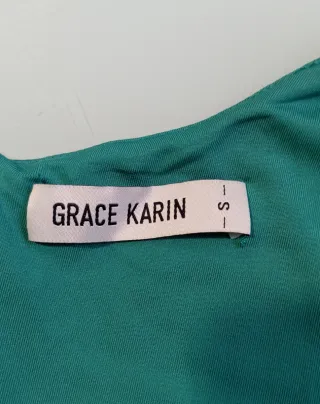 GRACE KARIN
– S –